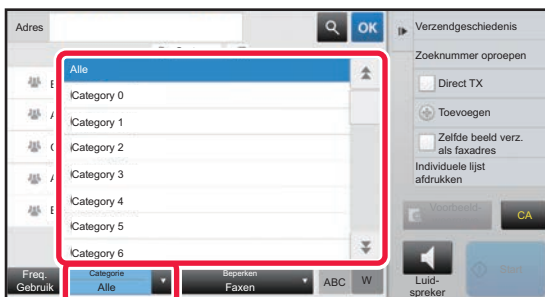 Adres
OK
Alle
Category 0
Category 1
Category 2
Category 3
Category 4
Category 5
Category 6
Freq.
Gebruik
Categorie
Alle
Beperken
Faxen
ABC
W
Verzendgeschiedenis
Zoeknummer oproepen
Direct TX
Toevoegen
Zelfde beeld verz.
als faxadres
Individuele lijst
afdrukken
Voorbeeld
CA
Luid-
spreker
Start